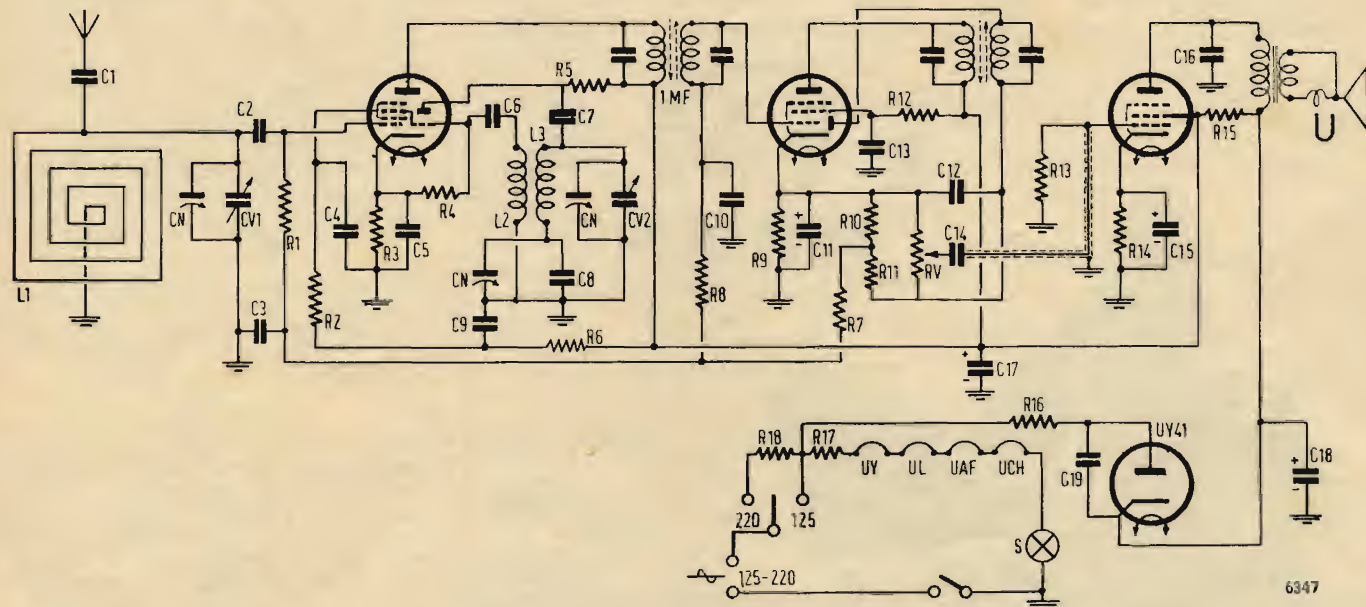 C1
C2
L1
CN
CV1
C3
R1
R2
C4
R3
C5
R4
R5
C6
C7
L3
L2
CN
C8
C9
R6
CN
CV2
1 MF
C10
R8
R7
R9
C11
R10
R11
RV
C12
C14
C13
R12
R13
R14
C15
C16
R15
C17
C18
R16
UY41
C19
R18
R17
UY
UL
UAF
UCH
220
125
S
125-220
6347